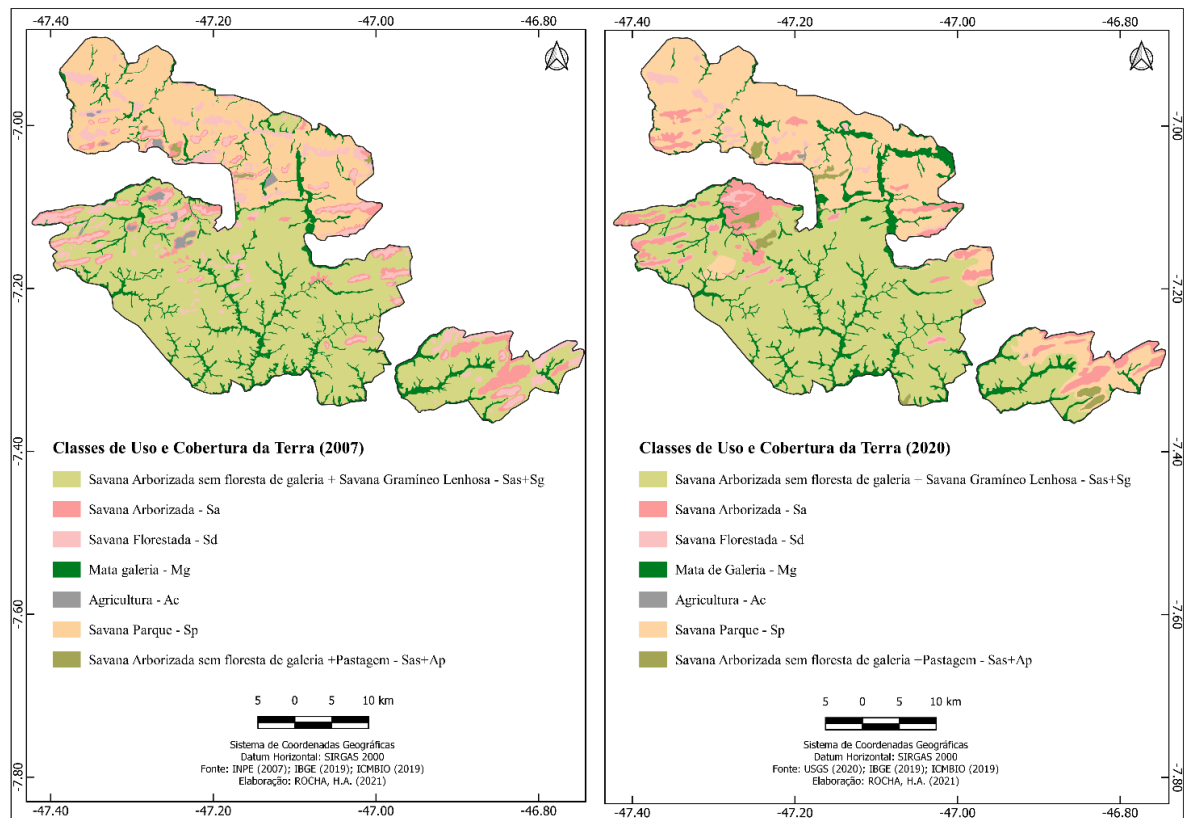 -47.40 -47.20 -47.00 -46.80
-47.40 -47.20 -47.00 -46.80
-7.00
-7.20
-7.40
-7.60
-7.80
Classes de Uso e Cobertura da Terra (2007)
Savana Arborizada sem floresta de galeria + Savana Gramíneo Lenhosa - Sas+Sg
Savana Arborizada - Sa
Savana Florestada - Sd
Mata galeria - Mg
Agricultura - Ac
Savana Parque - Sp
Savana Arborizada sem floresta de galeria +Pastagem - Sas+Ap
5 0 5 10 km
Sistema de Coordenadas Geográficas
Datum Horizontal: SIRGAS 2000
Fonte: INPE (2007); IBGE (2019); ICMBIO (2019)
Elaboração: ROCHA, H.A. (2021)
-47.40 -47.20 -47.00 -46.80
Classes de Uso e Cobertura da Terra (2020)
Savana Arborizada sem floresta de galeria − Savana Gramíneo Lenhosa - Sas+Sg
Savana Arborizada - Sa
Savana Florestada - Sd
Mata de Galeria - Mg
Agricultura - Ac
Savana Parque - Sp
Savana Arborizada sem floresta de galeria −Pastagem - Sas+Ap
5 0 5 10 km
Sistema de Coordenadas Geográficas
Datum Horizontal: SIRGAS 2000
Fonte: USGS (2020); IBGE (2019); ICMBIO (2019)
Elaboração: ROCHA, H.A. (2021)
-7.00
-7.20
-7.40
-7.60
-7.80
-47.40 -47.20 -47.00 -46.80